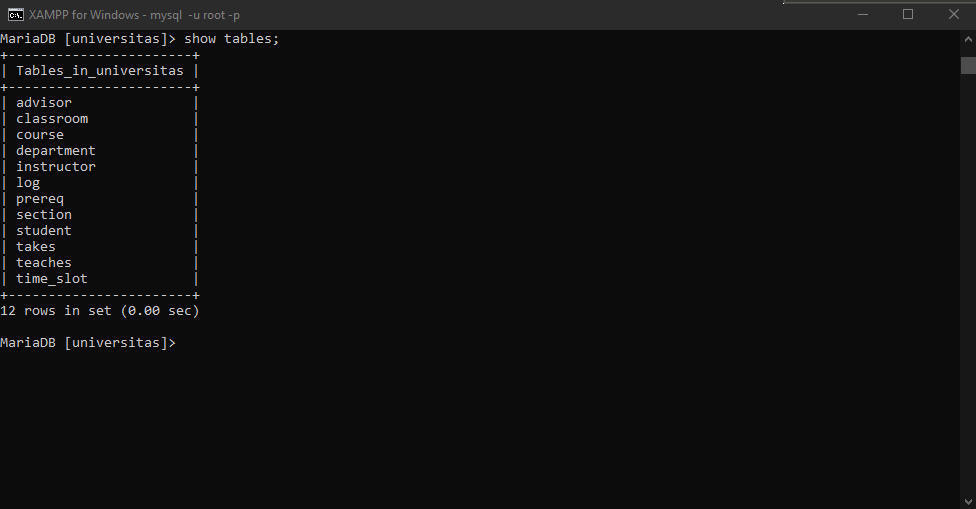 XAMPP for Windows - mysql  -u root -p
MariaDB [universitas]> show tables;
+-----------------------+
| Tables_in_universitas |
+-----------------------+
| advisor               |
| classroom             |
| course                |
| department            |
| instructor            |
| log                   |
| prereq                |
| section               |
| student               |
| takes                 |
| teaches               |
| time_slot             |
+-----------------------+
12 rows in set (0.00 sec)
MariaDB [universitas]>